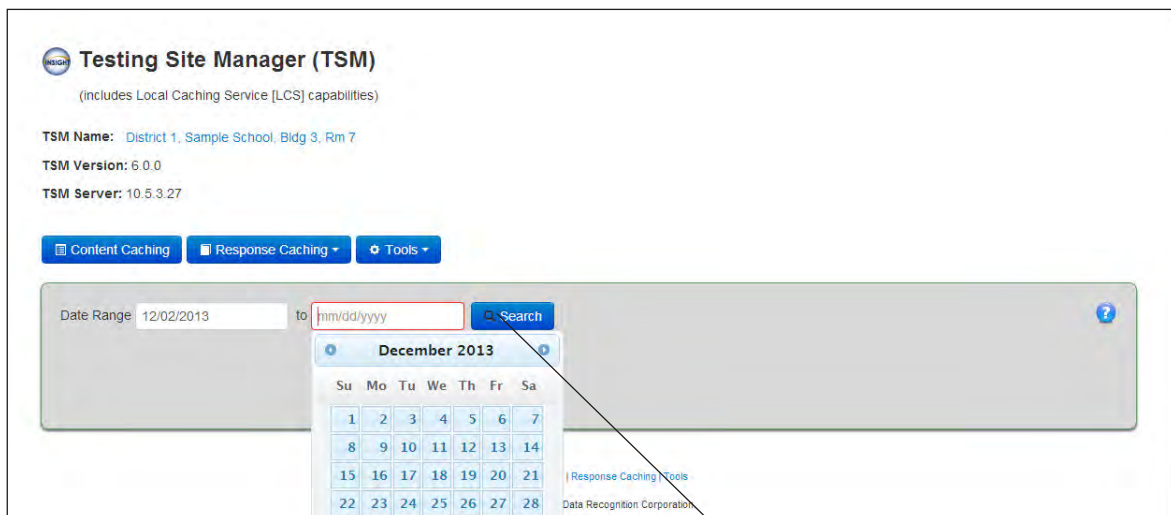 INSIGHT
Testing Site Manager (TSM)
(includes Local Caching Service [LCS] capabilities)
TSM Name: District 1, Sample School, Bldg 3, Rm 7
TSM Version: 6.0.0
TSM Server: 10.5.3.27
Content Caching Response Caching Tools
Date Range 12/02/2013 to mm/dd/yyyy Search ?
December 2013
Su Mo Tu We Th Fr Sa
1 2 3 4 5 6 7
8 9 10 11 12 13 14
15 16 17 18 19 20 21 | Response Caching | Tools
22 23 24 25 26 27 28 Data Recognition Corporation